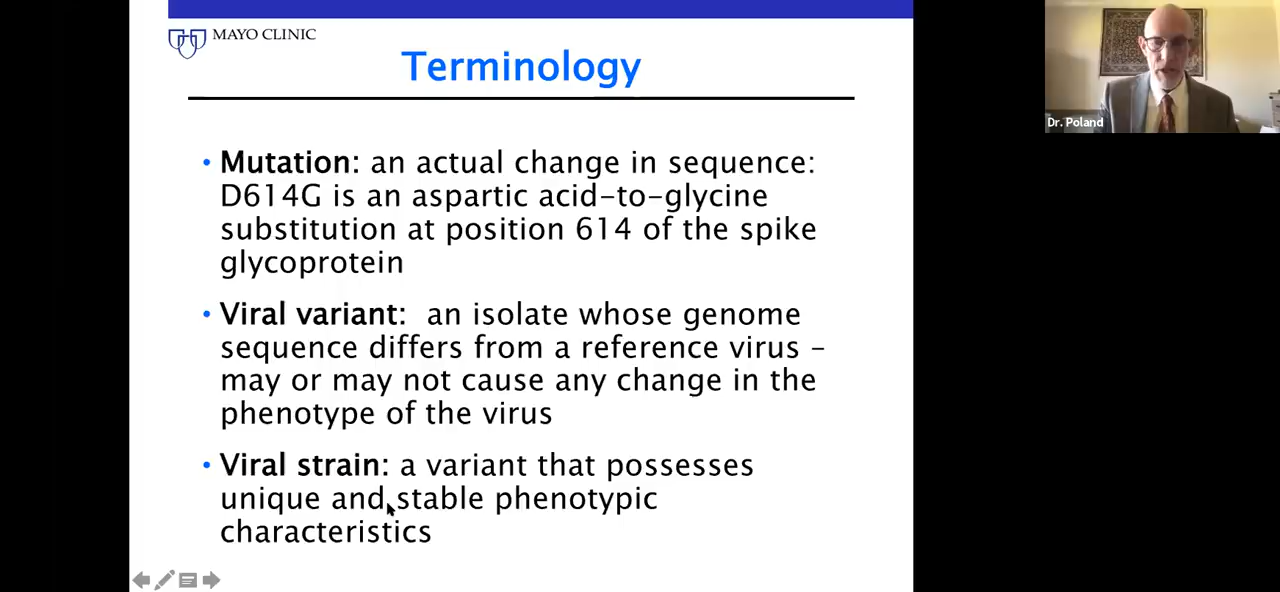 MAYO CLINIC
Terminology
Dr. Poland
• Mutation: an actual change in sequence:
D614G is an aspartic acid-to-glycine
substitution at position 614 of the spike
glycoprotein
• Viral variant: an isolate whose genome
sequence differs from a reference virus –
may or may not cause any change in the
phenotype of the virus
• Viral strain: a variant that possesses
unique and stable phenotypic
characteristics